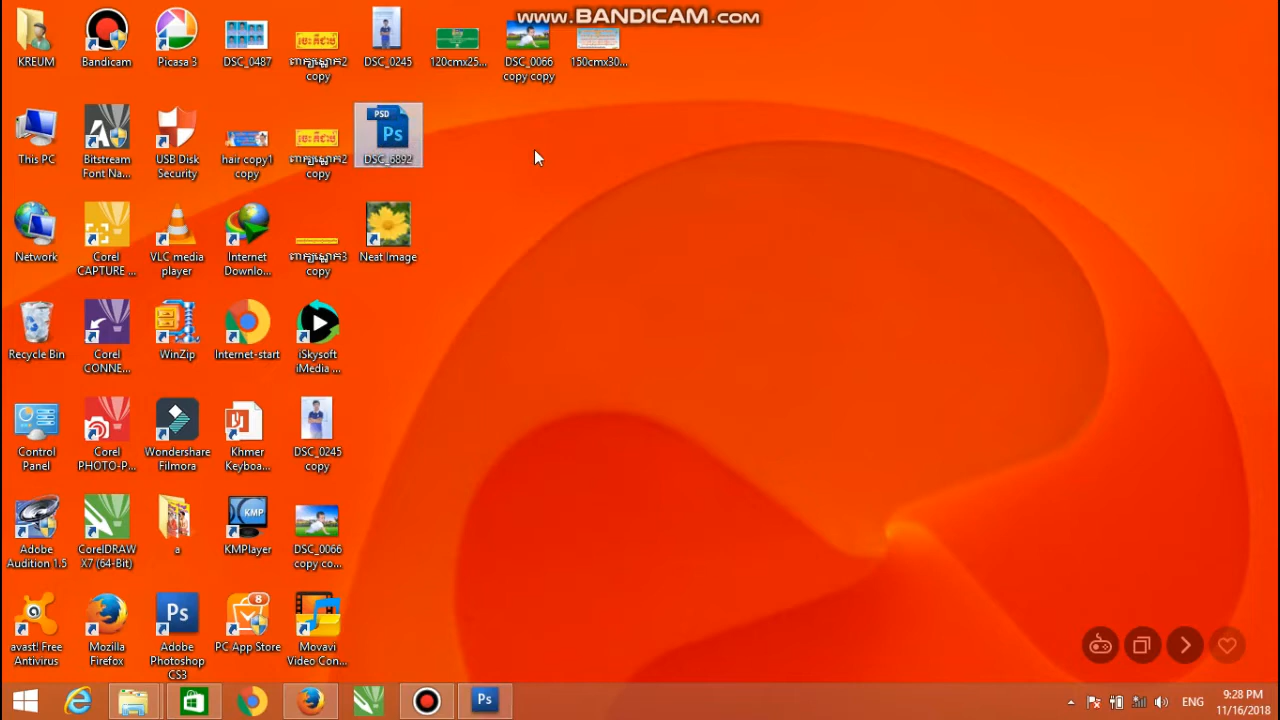 www.BANDICAM.com
KREUM
Bandicam
Picasa 3
DSC_0487
copy
DSC_0245
120cmx25...
DSC_0066
copy copy
150cmx30...
This PC
Bitstream
Font Na...
USB Disk
Security
hair copy1
copy
copy
PSD
Ps
DSC_6892
Network
Corel
CAPTURE ...
VLC media
player
Internet
Downlo...
copy
Neat Image
Recycle Bin
Corel
CONNE...
WinZip
Internet-start
iSkysoft
iMedia ...
Control
Panel
Corel
PHOTO-P...
Wondershare
Filmora
Khmer
Keyboa...
DSC_0245
copy
Adobe
Audition 1.5
CorelDRAW
X7 (64-Bit)
a
KMP
KMPlayer
DSC_0066
copy co...
avast! Free
Antivirus
Mozilla
Firefox
Ps
Adobe
Photoshop
CS3
8
PC App Store
Movavi
Video Con...
Ps
ENG
9:28 PM
11/16/2018